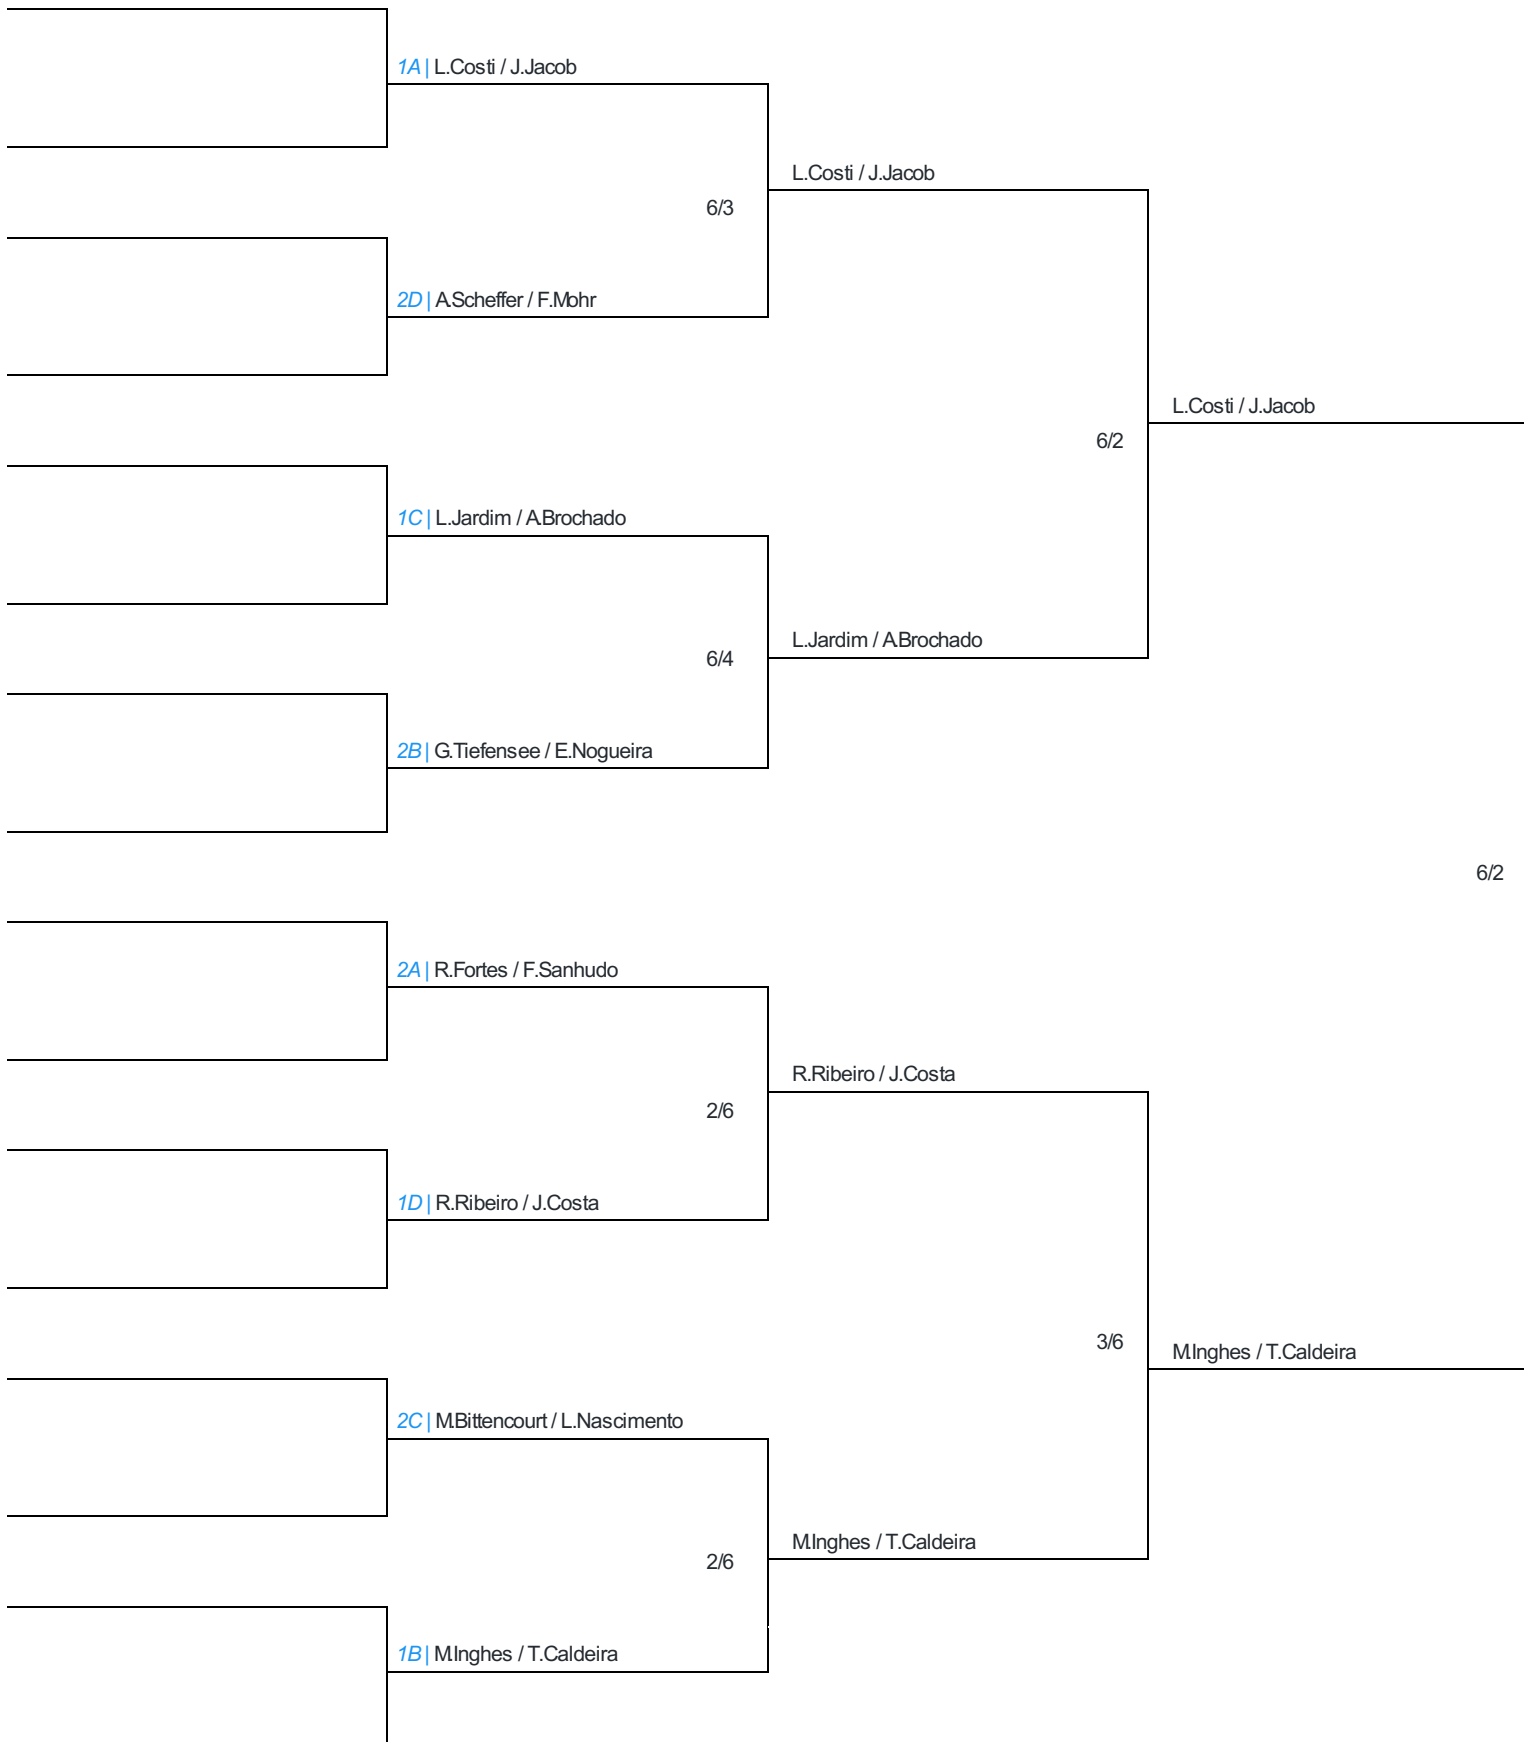 1A | L.Costi / J.Jacob
L.Costi / J.Jacob
6/3
2D | A.Scheffer / F.Mohr
L.Costi / J.Jacob
6/2
1C | L.Jardim / A.Brochado
L.Jardim / A.Brochado
6/4
2B | G.Tiefensee / E.Nogueira
6/2
2A | R.Fortes / F.Sanhudo
R.Ribeiro / J.Costa
2/6
1D | R.Ribeiro / J.Costa
3/6
M.Inghes / T.Caldeira
2C | M.Bittencourt / L.Nascimento
M.Inghes / T.Caldeira
2/6
1B | M.Inghes / T.Caldeira